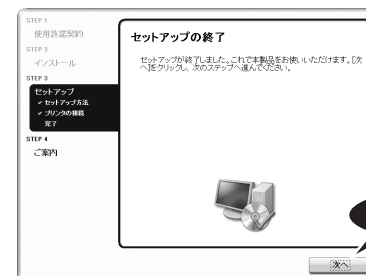 STEP 1
使用許諾契約
STEP 2
インストール
STEP 3
セットアップ
✓ セットアップ方法
✓ プリンタの接続
完了
STEP 4
ご案内
セットアップの終了
セットアップが終了しました。これで本製品をお使いいただけます。[次
へ]をクリックし、次のステップへ進んでください。
次へ